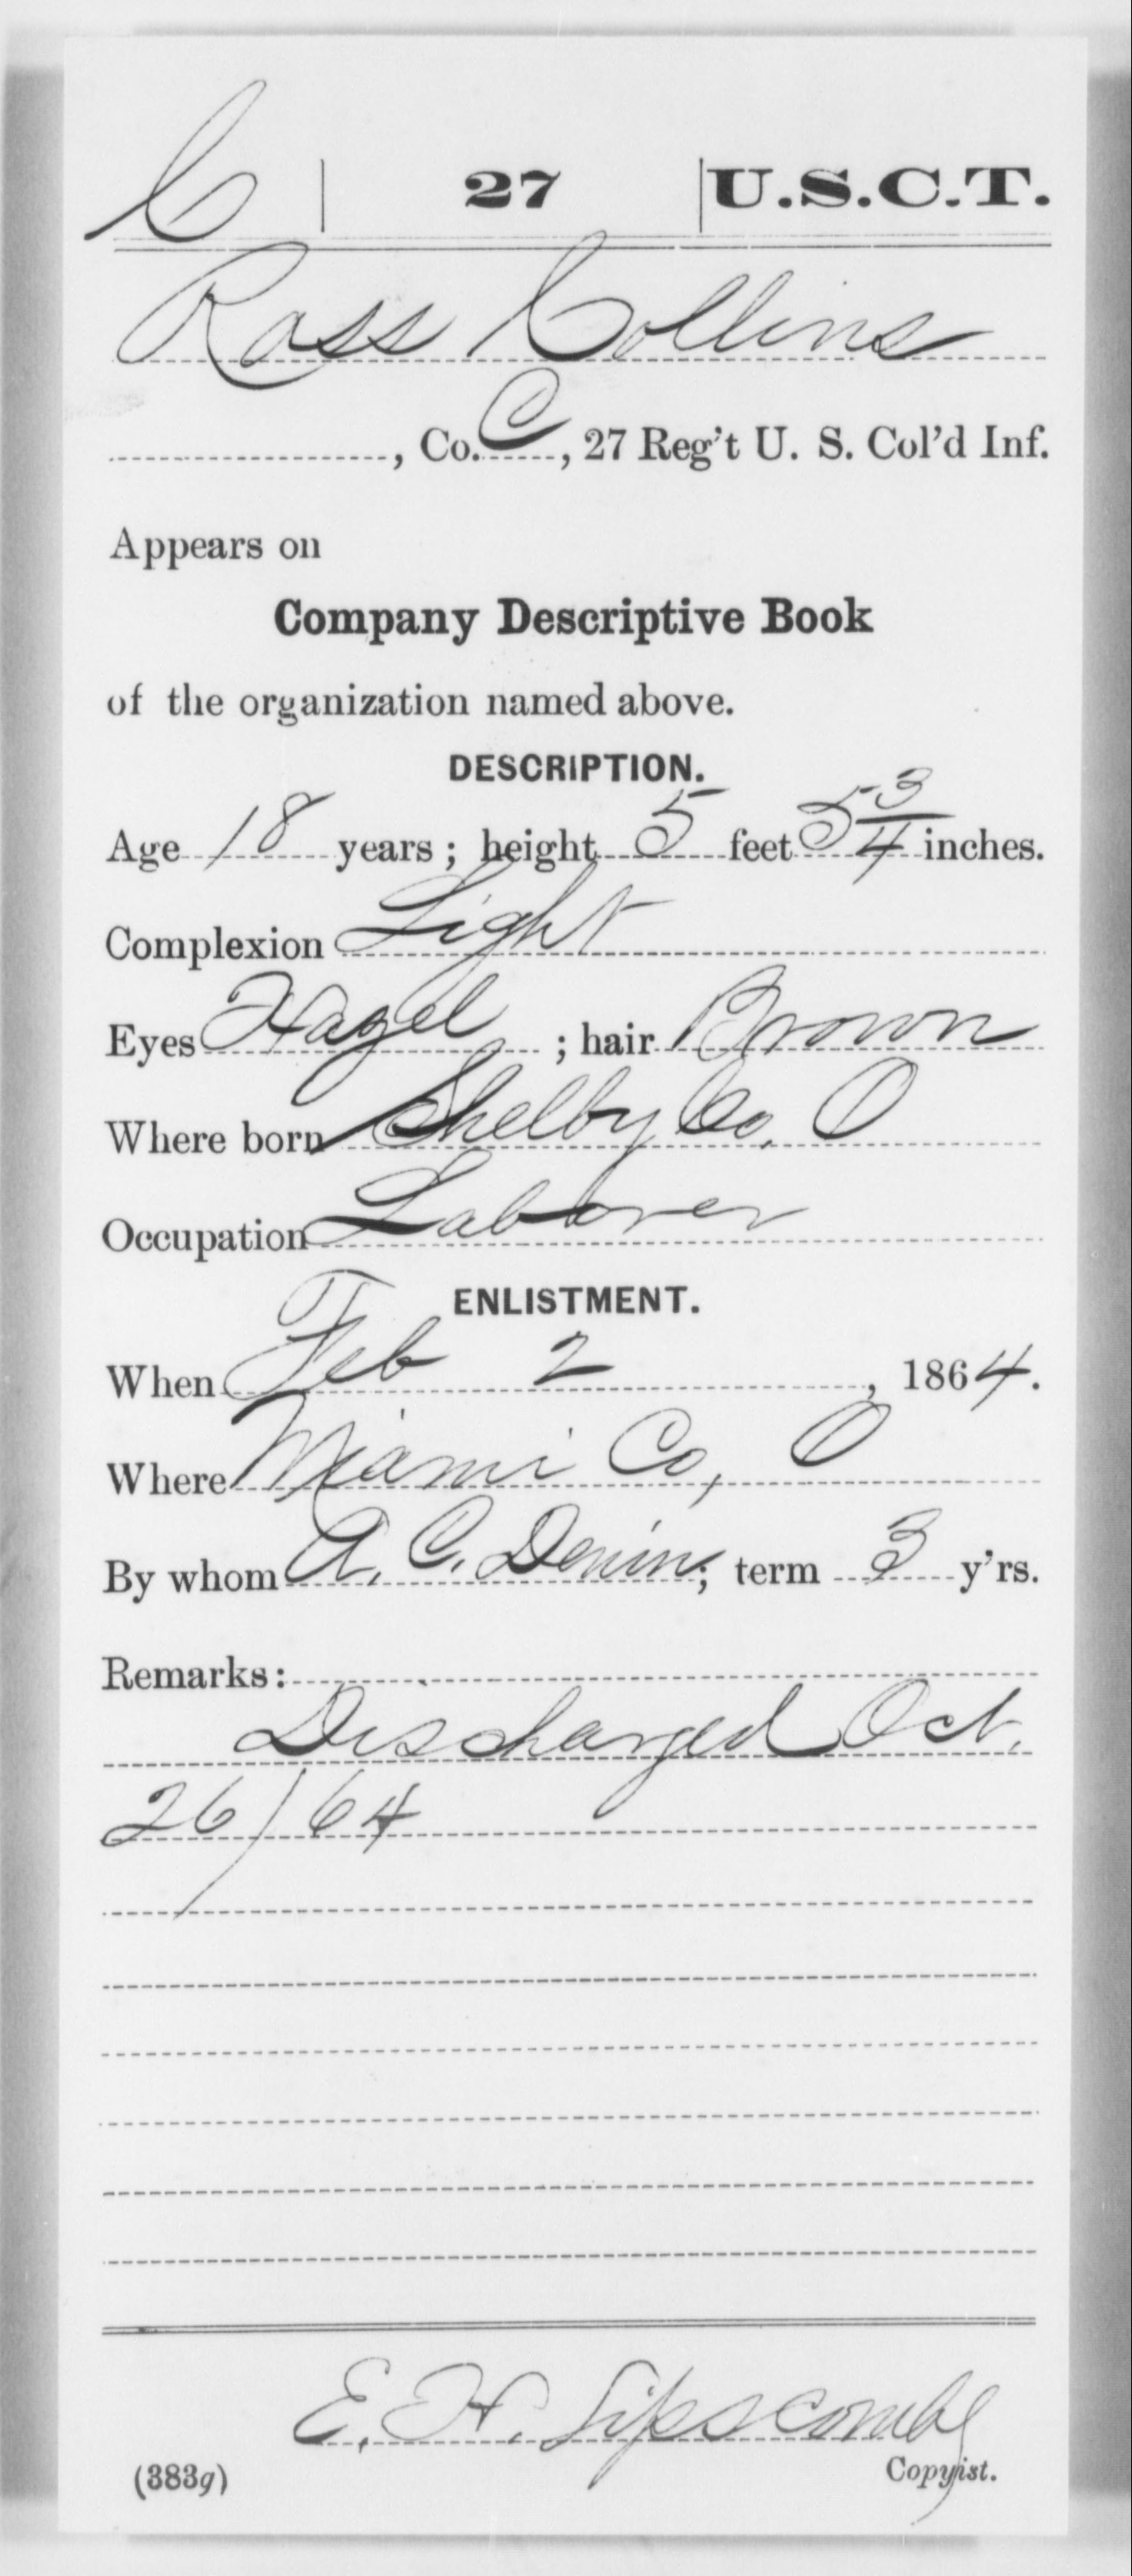 C | 27 | U.S.C.T.
Ross Collins
, Co. C, 27 Reg't U. S. Col'd Inf.
Appears on
Company Descriptive Book
of the organization named above.
DESCRIPTION.
Age 18 years; height 5 feet 5 3/4 inches.
Complexion Light
Eyes Hazel ; hair Brown
Where born Shelby Co, O
Occupation Laborer
ENLISTMENT.
When Feb 2, 1864.
Where Miami Co, O
By whom A. C. ; term 3 y'rs.
Remarks:
Discharged Oct.
26/64
E. H. Lipscomb
Copyist.
(383g)